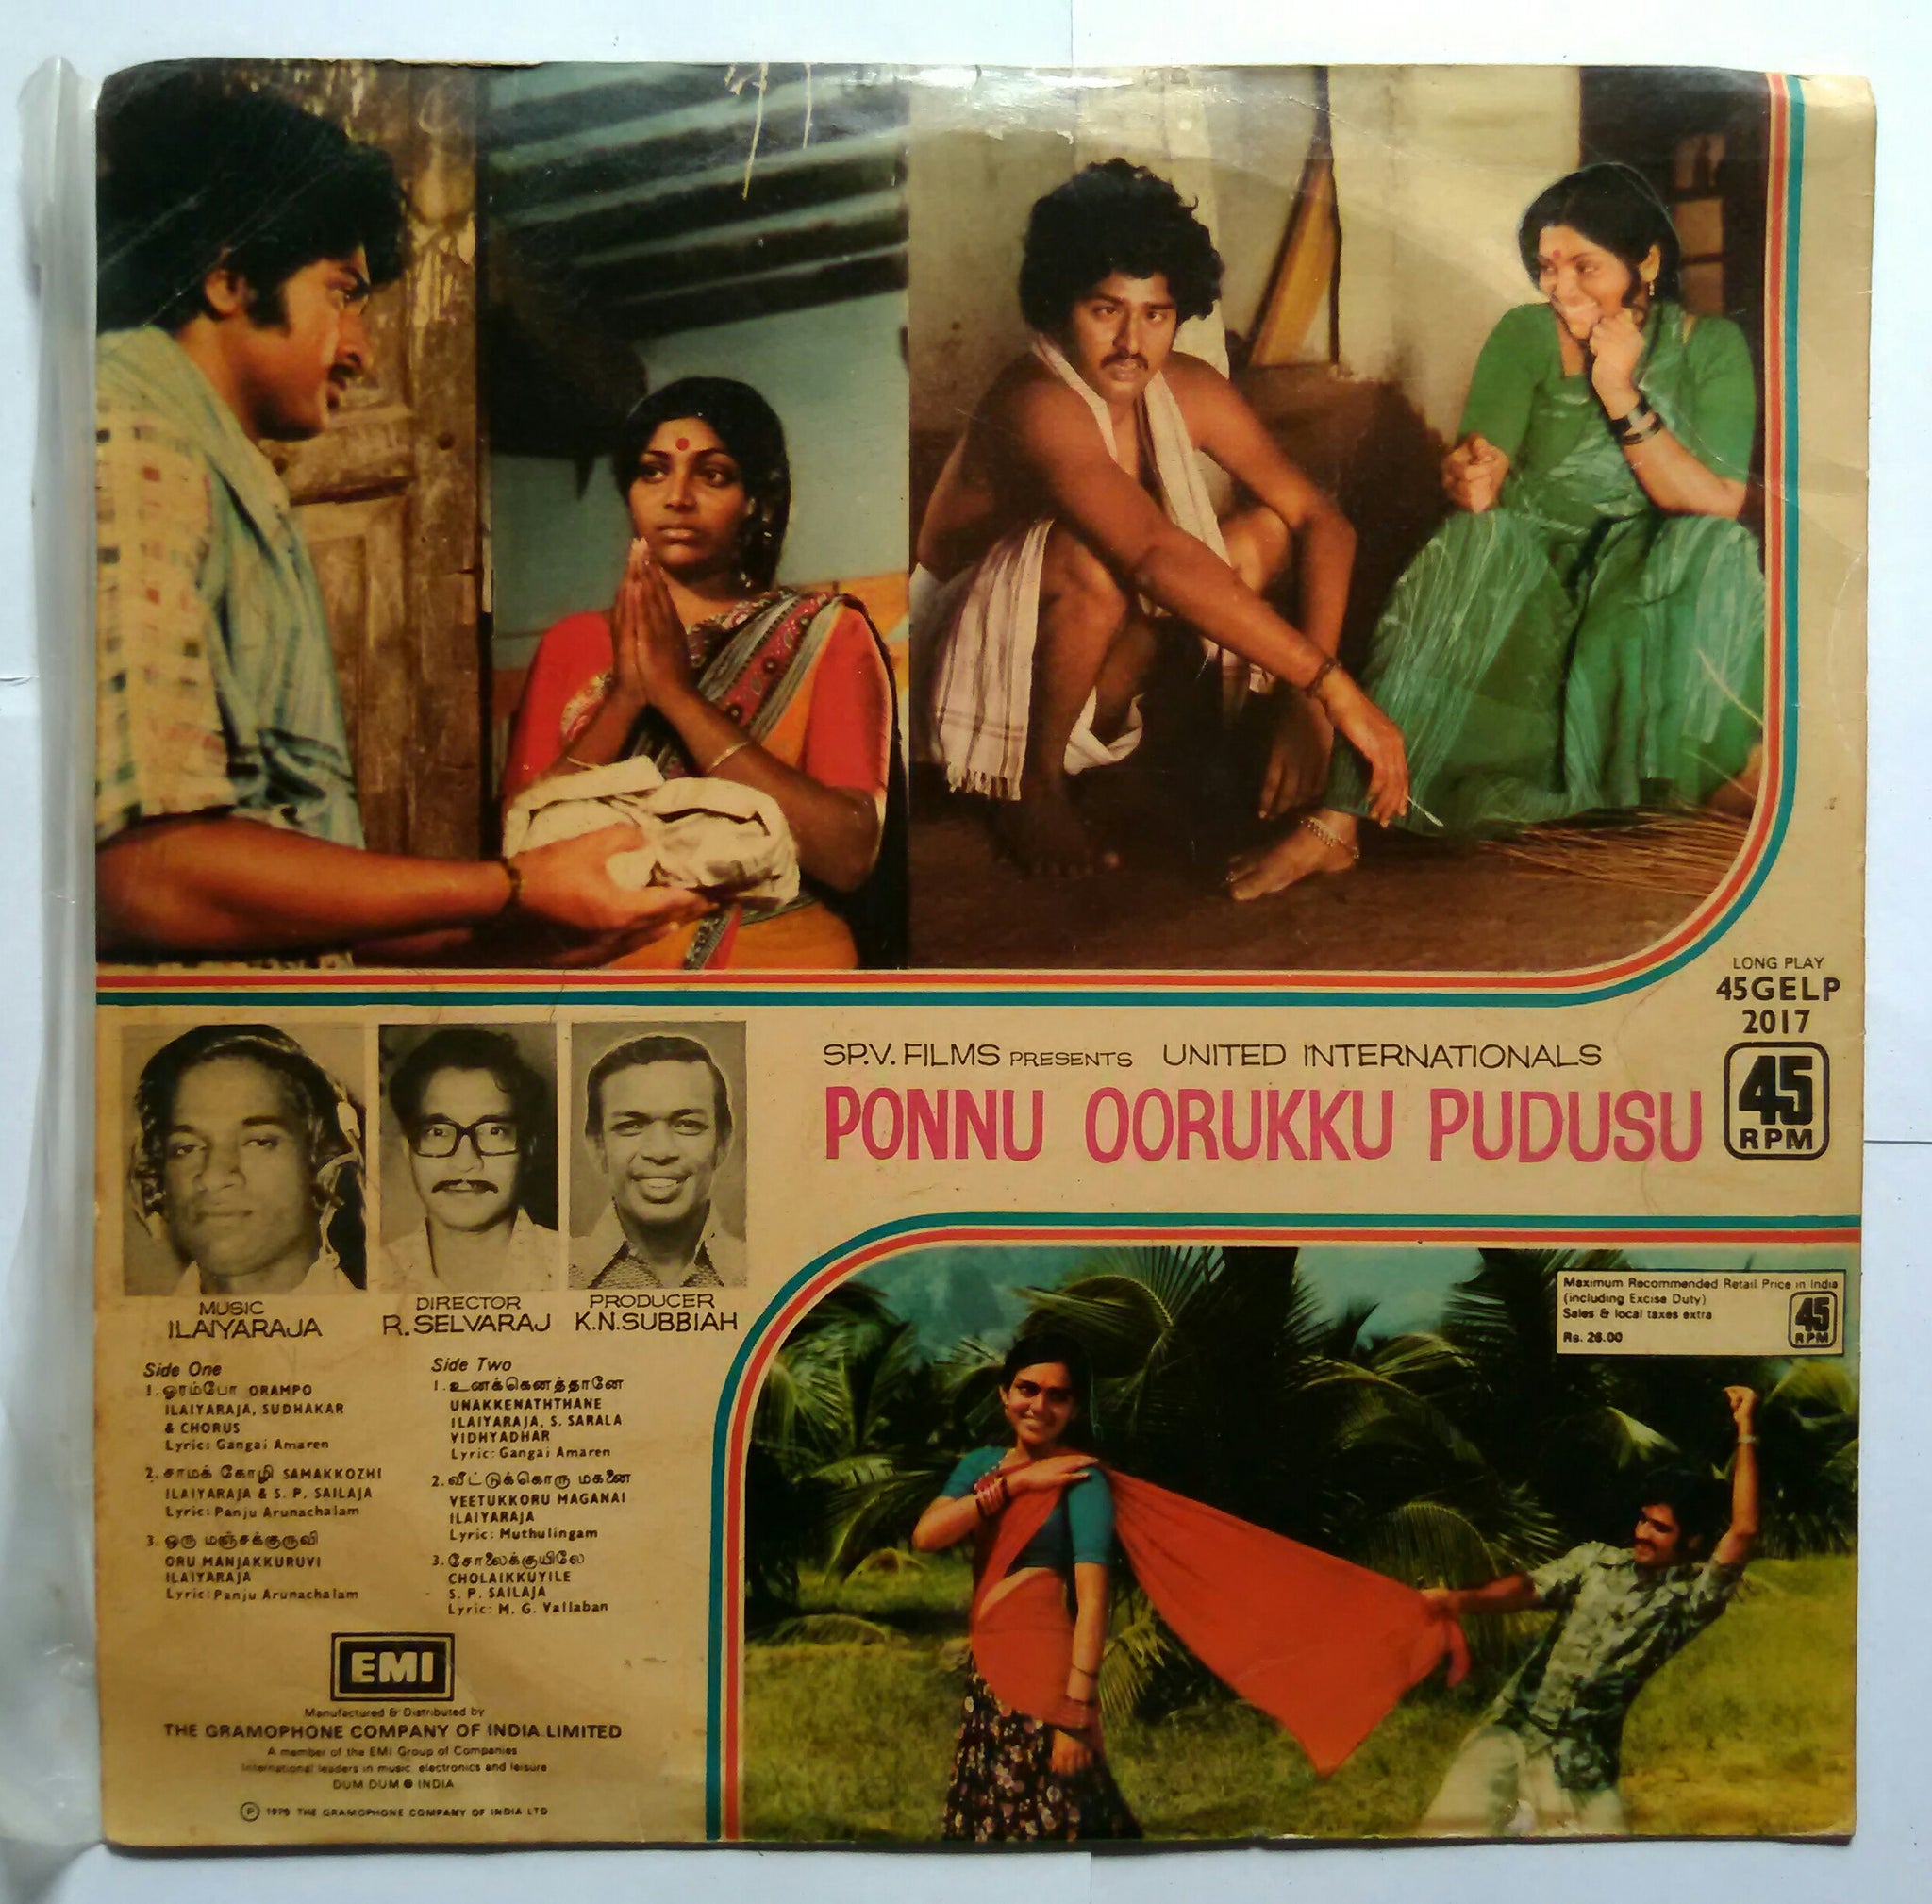 LONG PLAY
45GELP
2017
45
RPM
S.P.V. FILMS PRESENTS UNITED INTERNATIONALS
PONNU OORUKKU PUDUSU
MUSIC
ILAIYARAJA
DIRECTOR
R. SELVARAJ
PRODUCER
K.N.SUBBIAH
Maximum Recommended Retail Price in India
(including Excise Duty)
Sales & local taxes extra
Rs. 26.00
45
RPM
Side One
1. ஓரம்போ ORAMPO
ILAIYARAJA, SUDHAKAR
& CHORUS
Lyric: Gangai Amaren
2. சாமக் கோழி SAMAKKOZHI
ILAIYARAJA & S. P. SAILAJA
Lyric: Panju Arunachalam
3. ஒரு மஞ்சக்குருவி
ORU MANJAKKURUVI
ILAIYARAJA
Lyric: Panju Arunachalam
Side Two
1. உனக்கெனத்தானே
UNAKKENATHTHANE
ILAIYARAJA, S. SARALA
VIDHYADHAR
Lyric: Gangai Amaren
2. வீட்டுக்கொரு மகனை
VEETUKKORU MAGANAI
ILAIYARAJA
Lyric: Muthulingam
3. சோலைக்குயிலே
CHOLAIKKUYILE
S. P. SAILAJA
Lyric: M. G. Vallaban
EMI
Manufactured & Distributed by
THE GRAMOPHONE COMPANY OF INDIA LIMITED
A member of the EMI Group of Companies
International leaders in music, electronics and leisure
DUM DUM ● INDIA
Ⓟ 1979 THE GRAMOPHONE COMPANY OF INDIA LTD